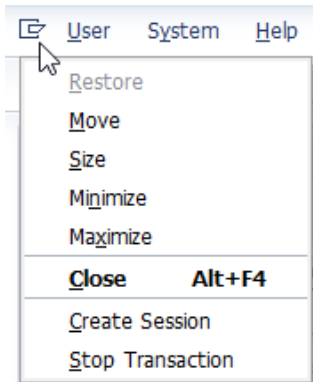 User System Help
Restore
Move
Size
Minimize
Maximize
Close Alt+F4
Create Session
Stop Transaction